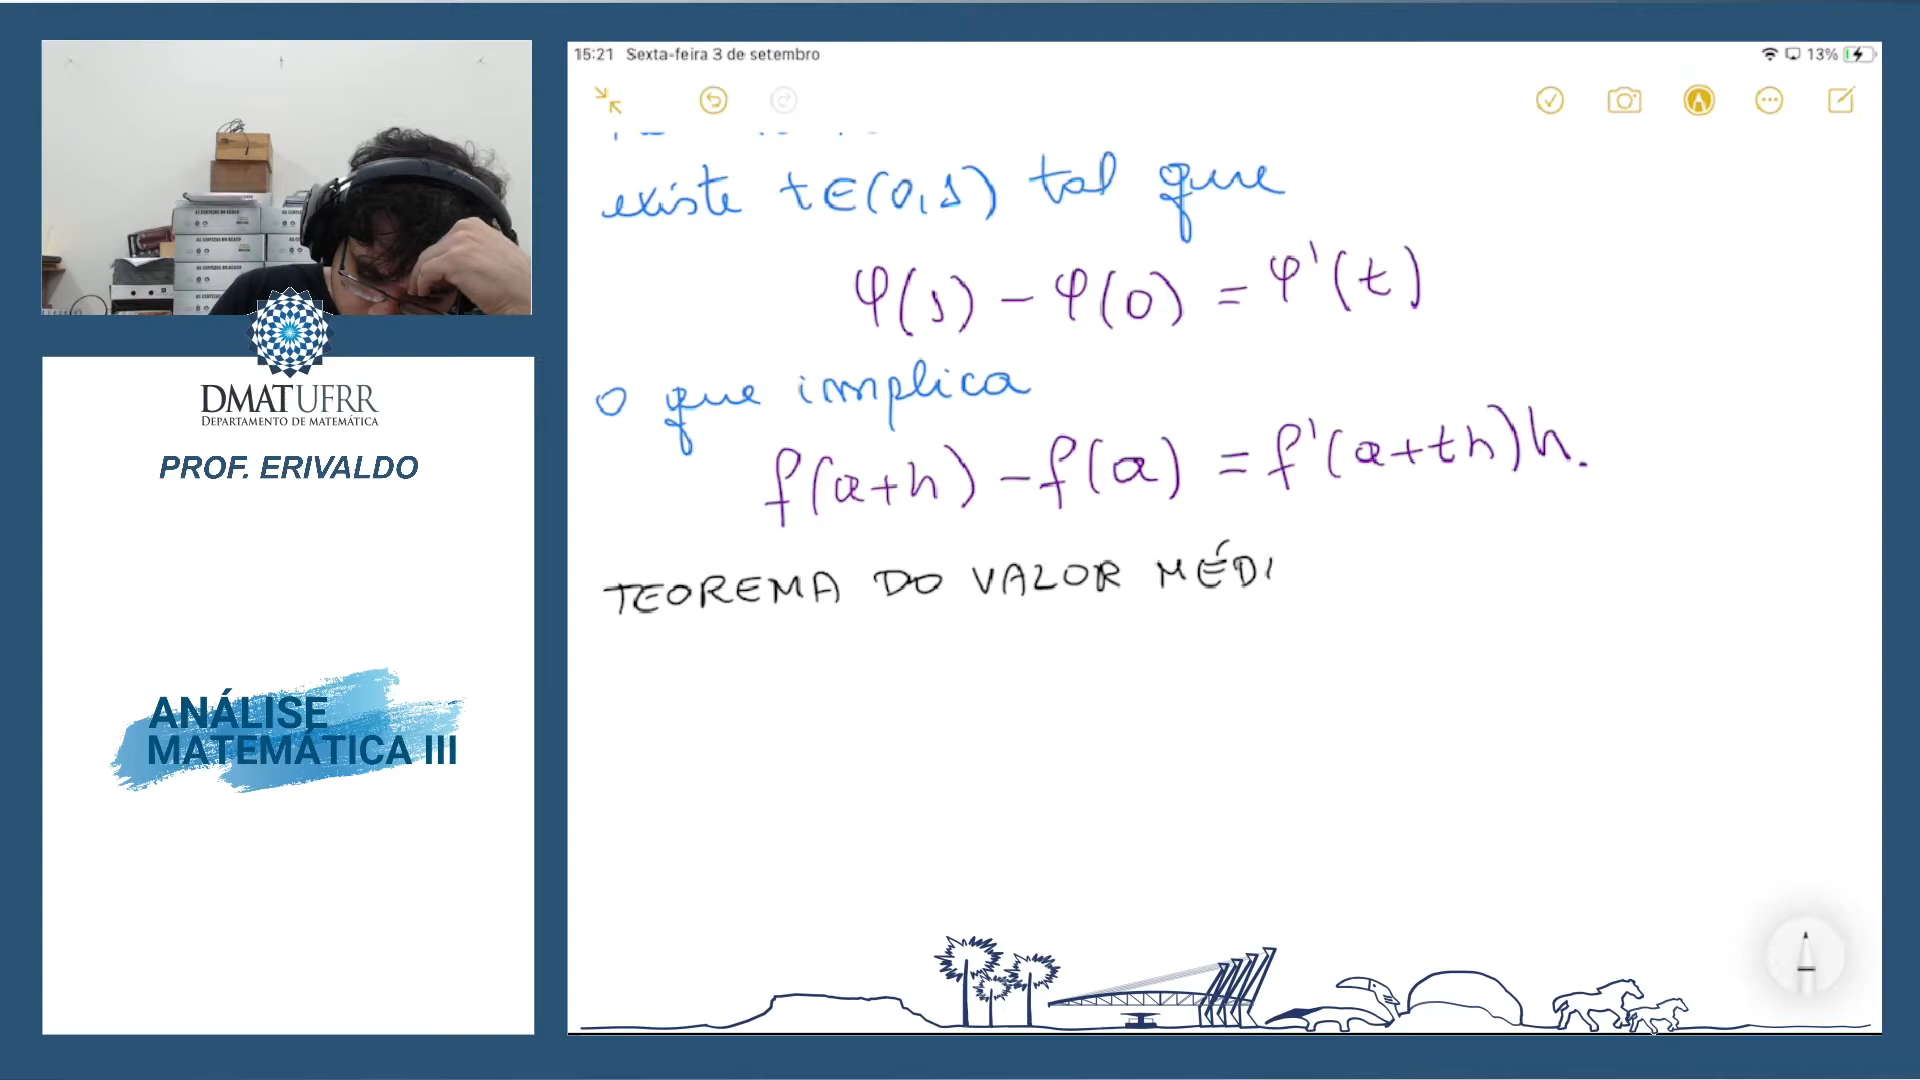 15:21 Sexta-feira 3 de setembro 13%
existe t∈(0,1) tal que
φ(1) - φ(0) = φ'(t)
o que implica
f(a+h) - f(a) = f'(a+th)h.
TEOREMA DO VALOR MÉDI
DMATUFRR
DEPARTAMENTO DE MATEMÁTICA
PROF. ERIVALDO
ANÁLISE
MATEMÁTICA III